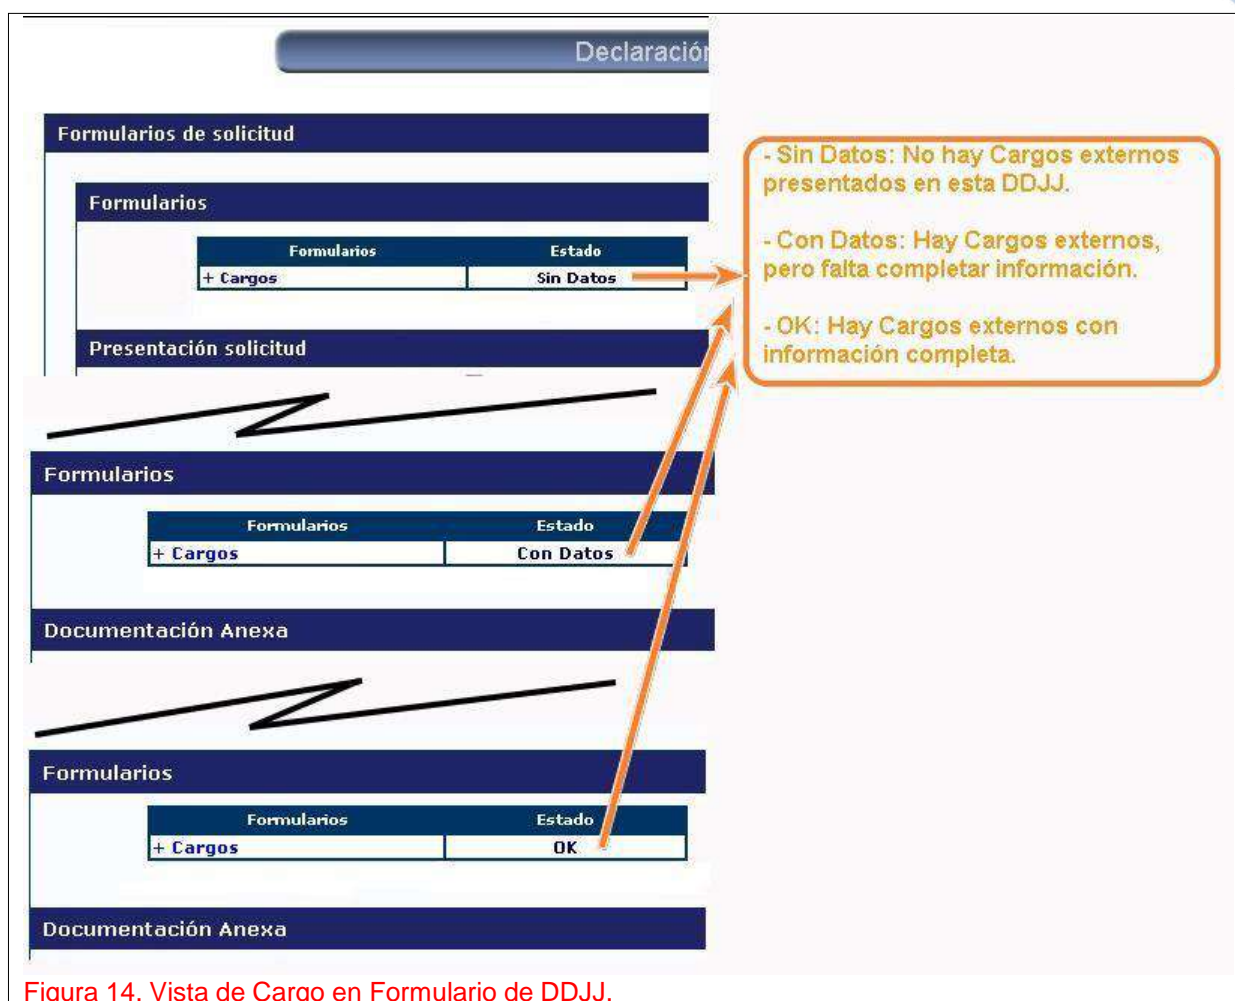 Declaración
Formularios de solicitud
Formularios
Formularios Estado
+ Cargos Sin Datos
Presentación solicitud
- Sin Datos: No hay Cargos externos
presentados en esta DDJJ.
- Con Datos: Hay Cargos externos,
pero falta completar información.
- OK: Hay Cargos externos con
información completa.
Formularios
Formularios Estado
+ Cargos Con Datos
Documentación Anexa
Formularios
Formularios Estado
+ Cargos OK
Documentación Anexa
Figura 14. Vista de Cargo en Formulario de DDJJ.